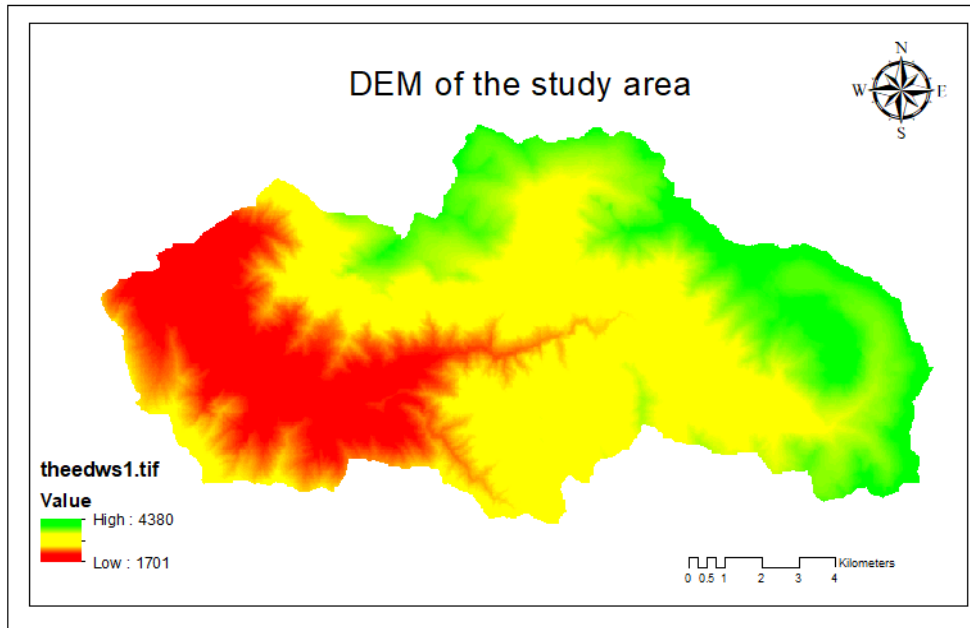 DEM of the study area
N
W E
S
theedws1.tif
Value
High : 4380
Low : 1701
Kilometers
0 0.5 1 2 3 4